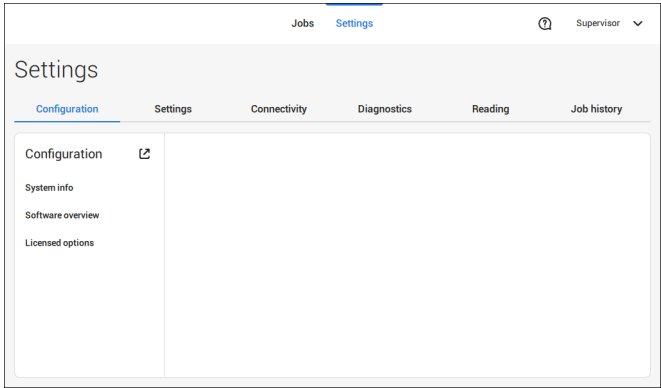 Jobs Settings Supervisor
Settings
Configuration Settings Connectivity Diagnostics Reading Job history
Configuration
System info
Software overview
Licensed options